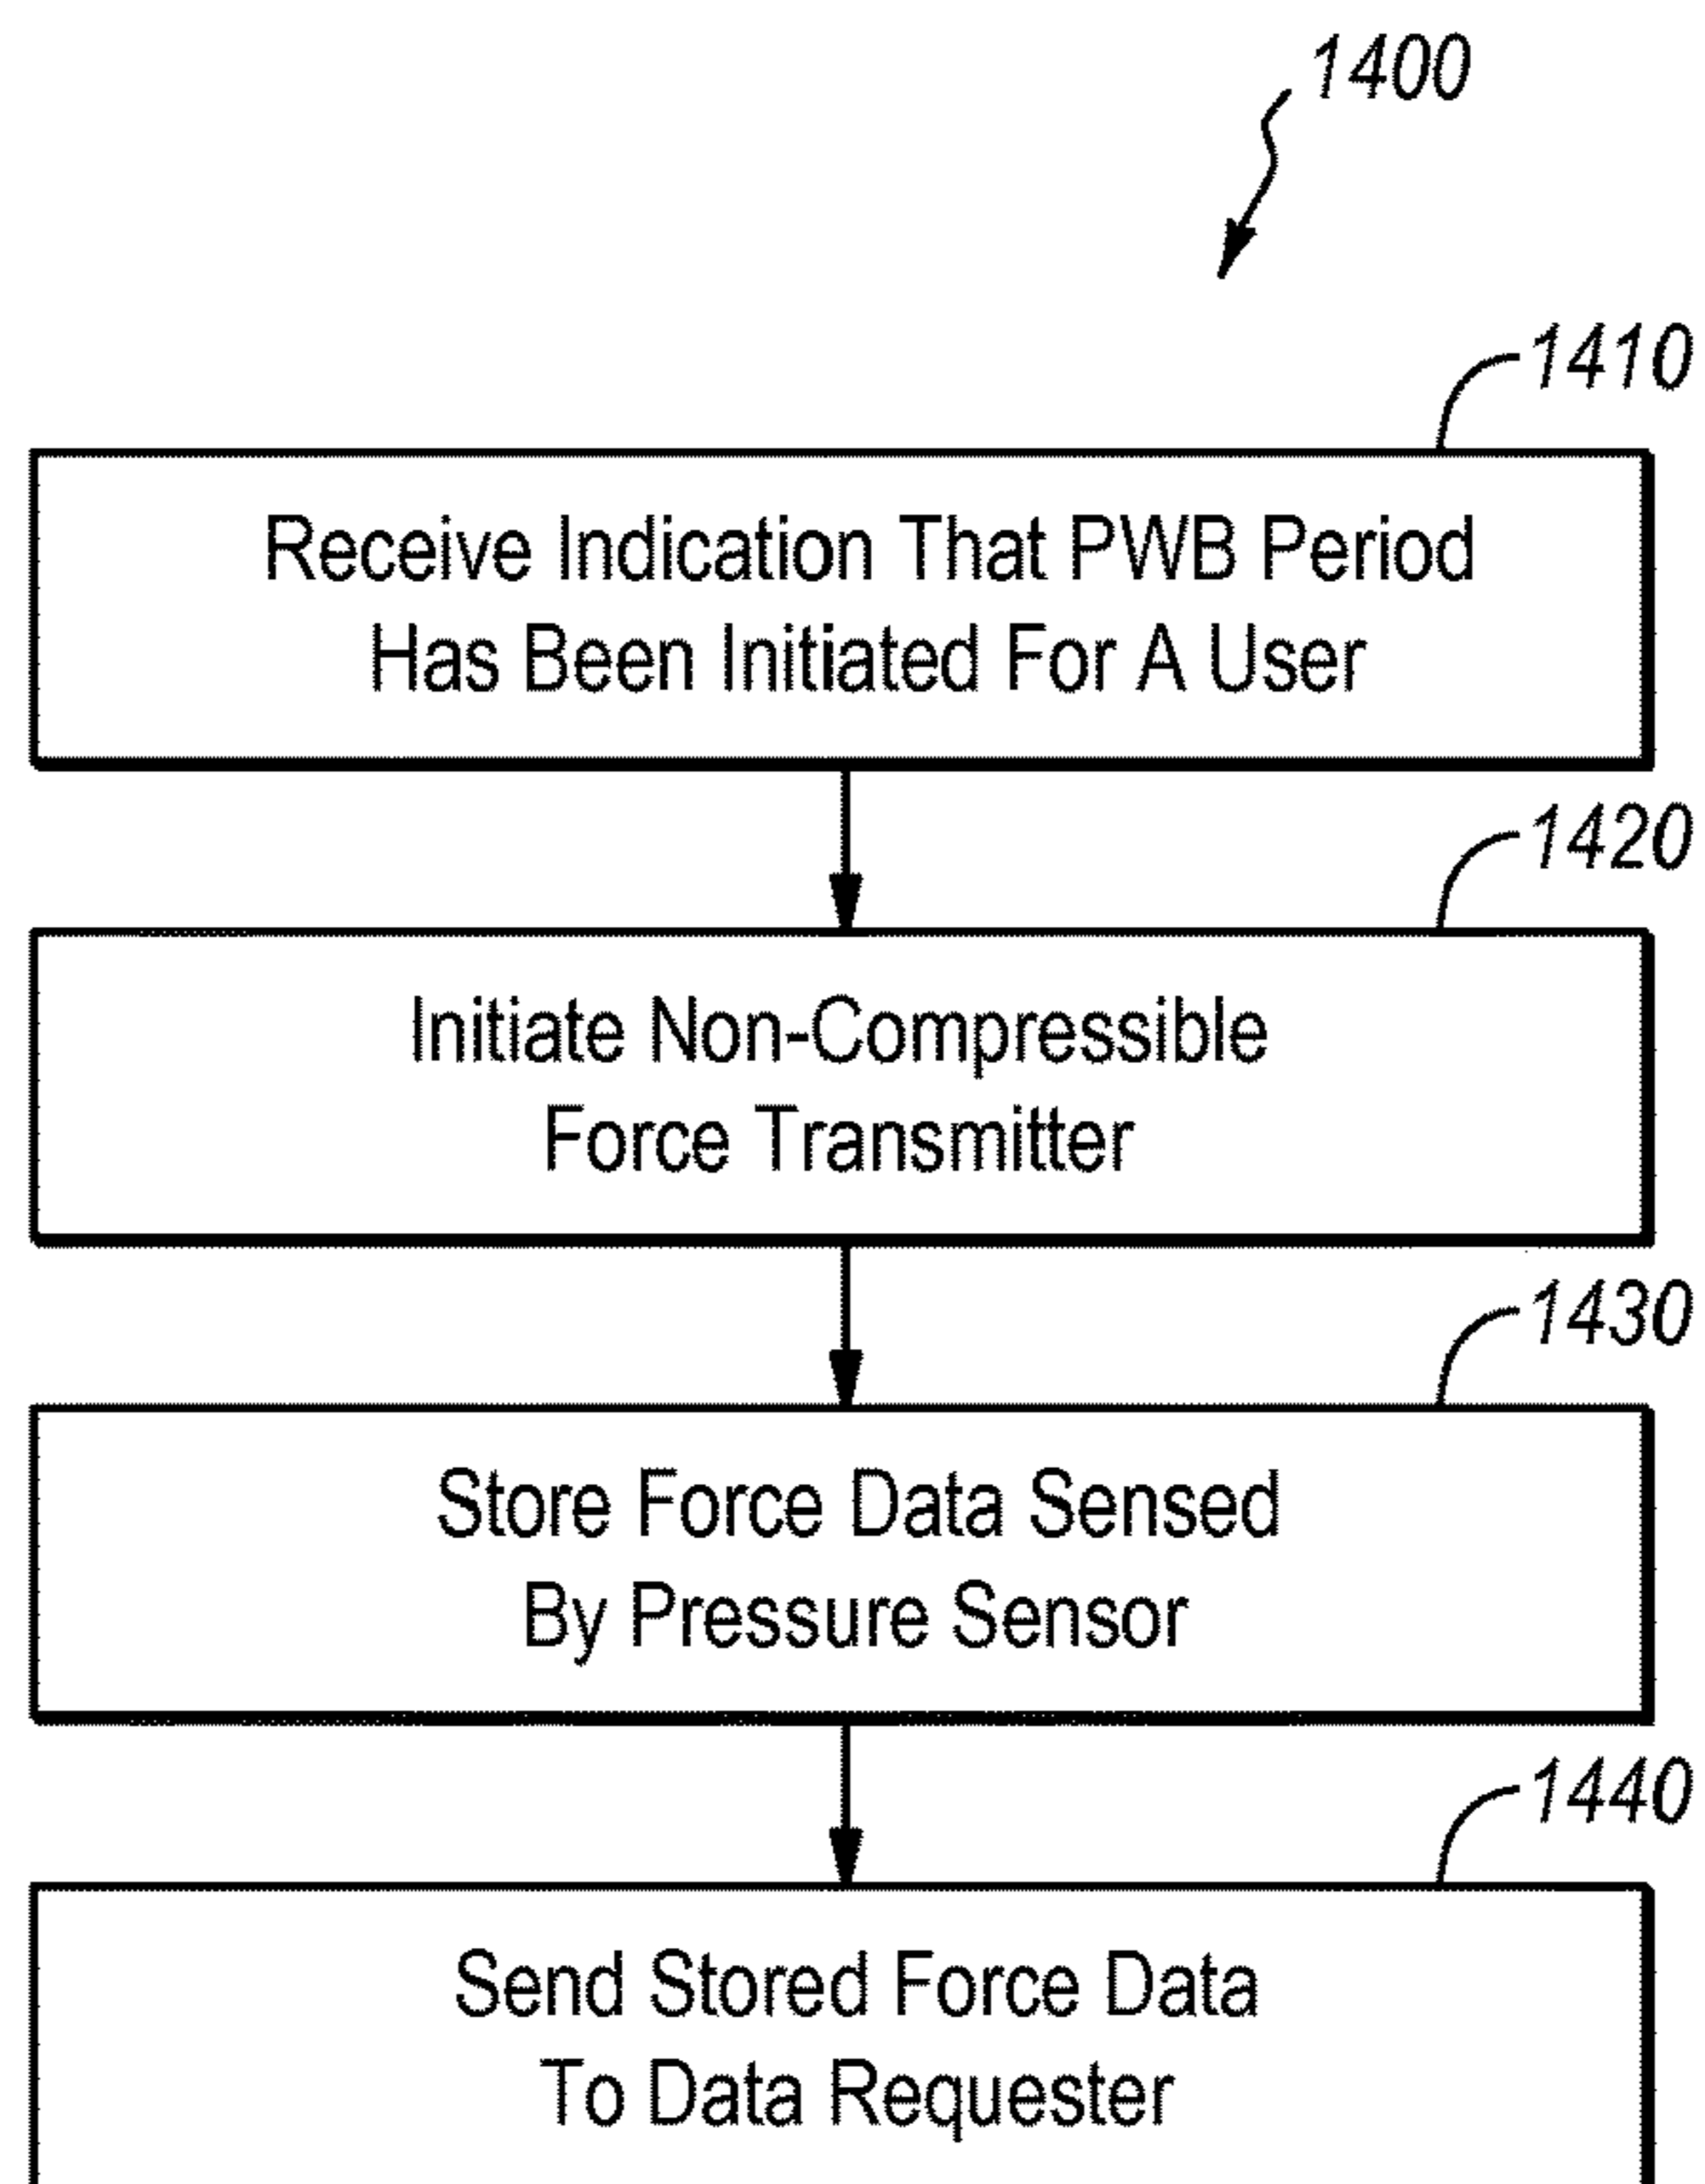 1400
1410
Receive Indication That PWB Period
Has Been Initiated For A User
1420
Initiate Non-Compressible
Force Transmitter
1430
Store Force Data Sensed
By Pressure Sensor
1440
Send Stored Force Data
To Data Requester